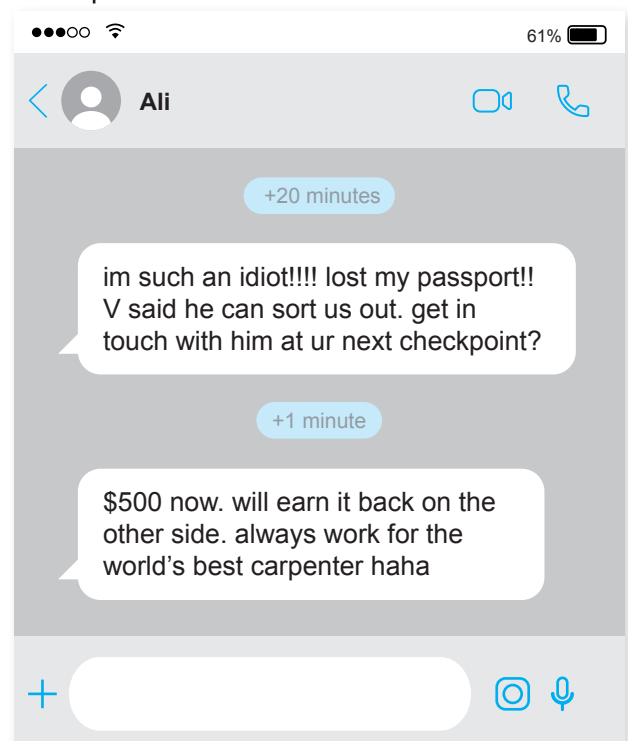 61%
Ali
+20 minutes
im such an idiot!!!! lost my passport!!
V said he can sort us out. get in
touch with him at ur next checkpoint?
+1 minute
$500 now. will earn it back on the
other side. always work for the
world’s best carpenter haha